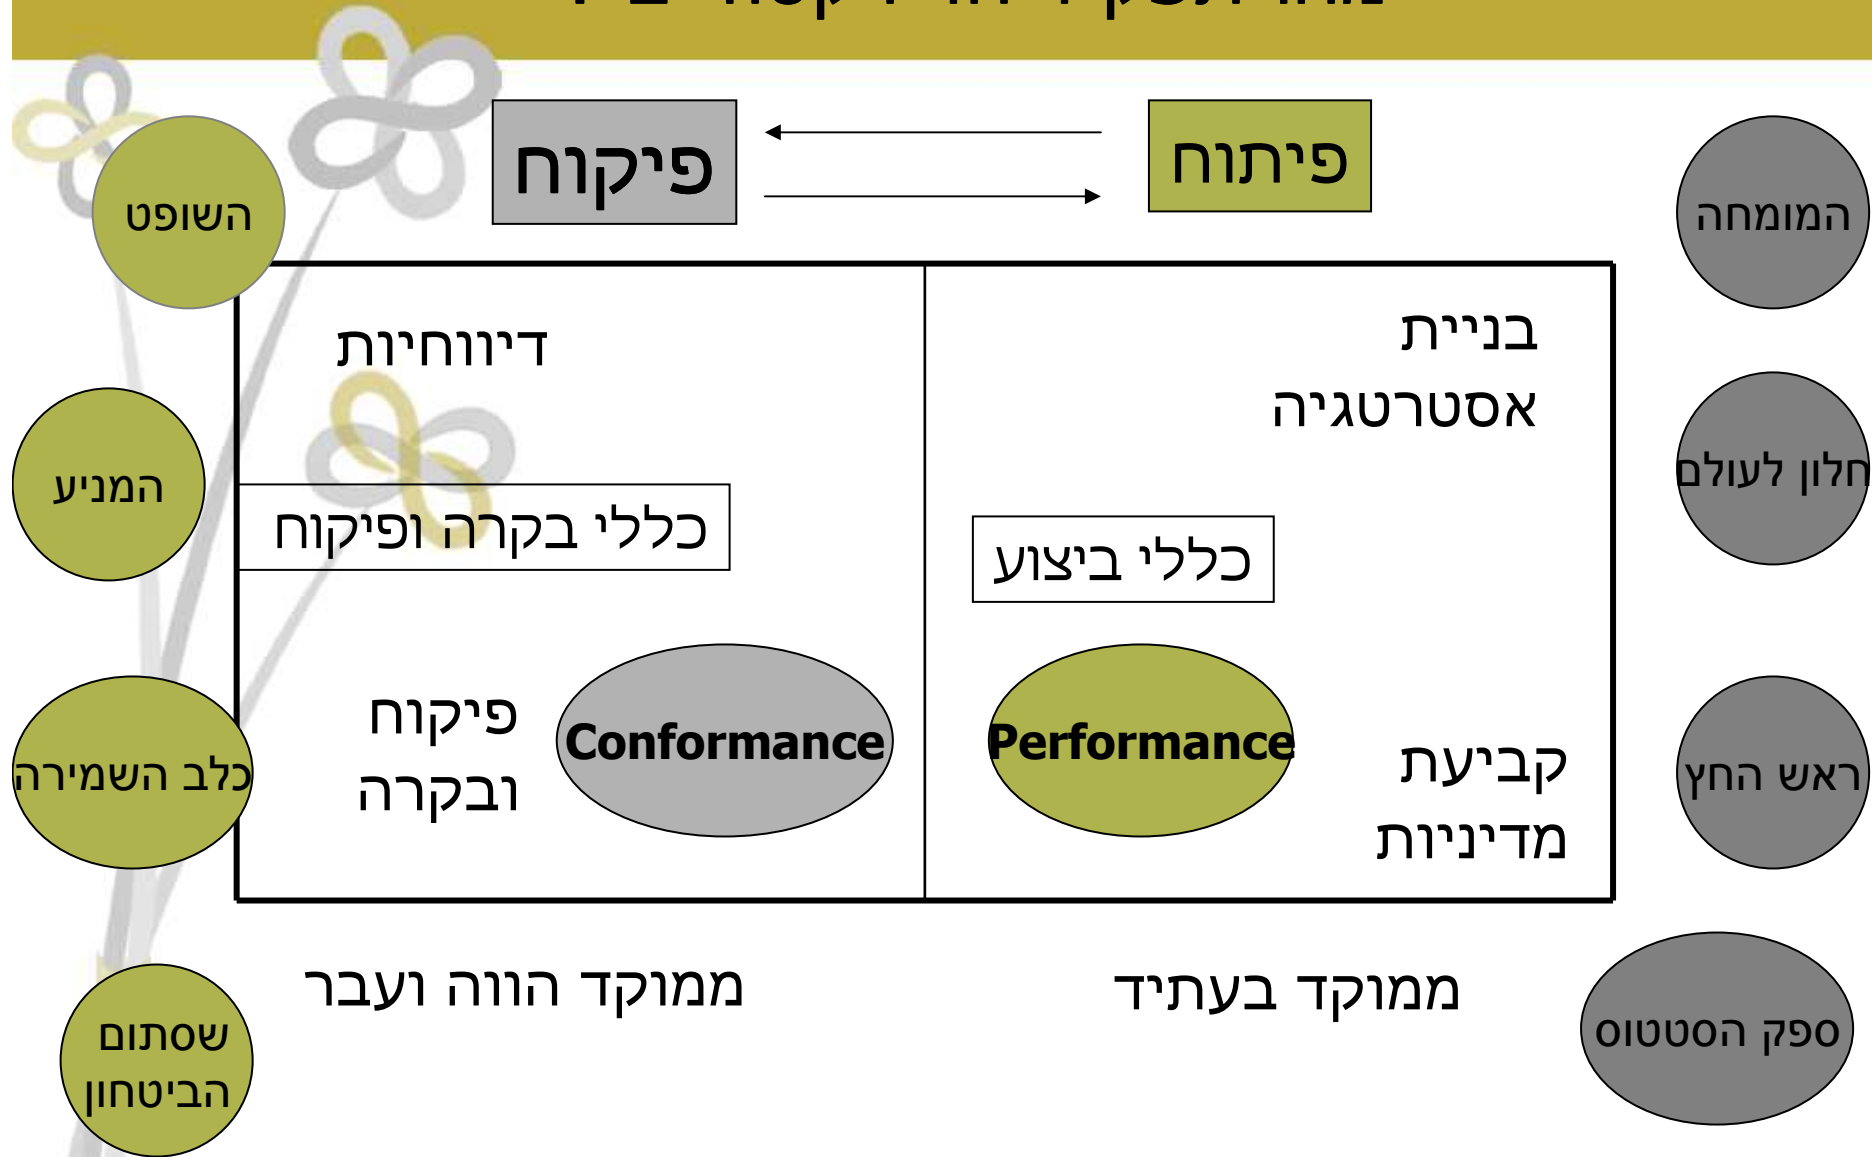 פיתוח
פיקוח
המומחה
חלון לעולם
ראש החץ
ספק הסטטוס
בניית
אסטרטגיה
כללי ביצוע
Performance
קביעת
מדיניות
ממוקד בעתיד
דיווחיות
כללי בקרה ופיקוח
Conformance
פיקוח
ובקרה
ממוקד הווה ועבר
השופט
המניע
כלב השמירה
שסתום
הביטחון